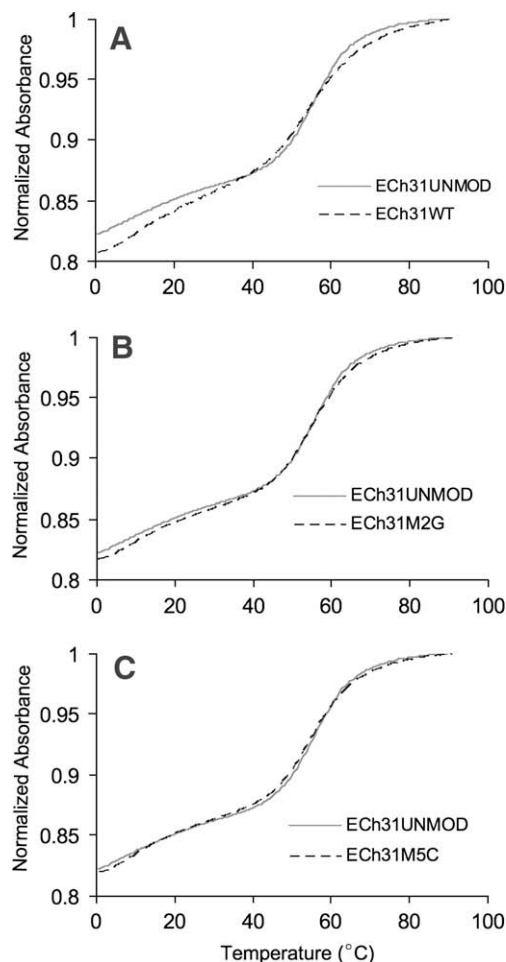 A
Normalized Absorbance
1
0.95
0.9
0.85
0.8
ECh31UNMOD
ECh31WT
0 20 40 60 80 100
B
Normalized Absorbance
1
0.95
0.9
0.85
0.8
ECh31UNMOD
ECh31M2G
0 20 40 60 80 100
C
Normalized Absorbance
1
0.95
0.9
0.85
0.8
ECh31UNMOD
ECh31M5C
0 20 40 60 80 100
Temperature (°C)